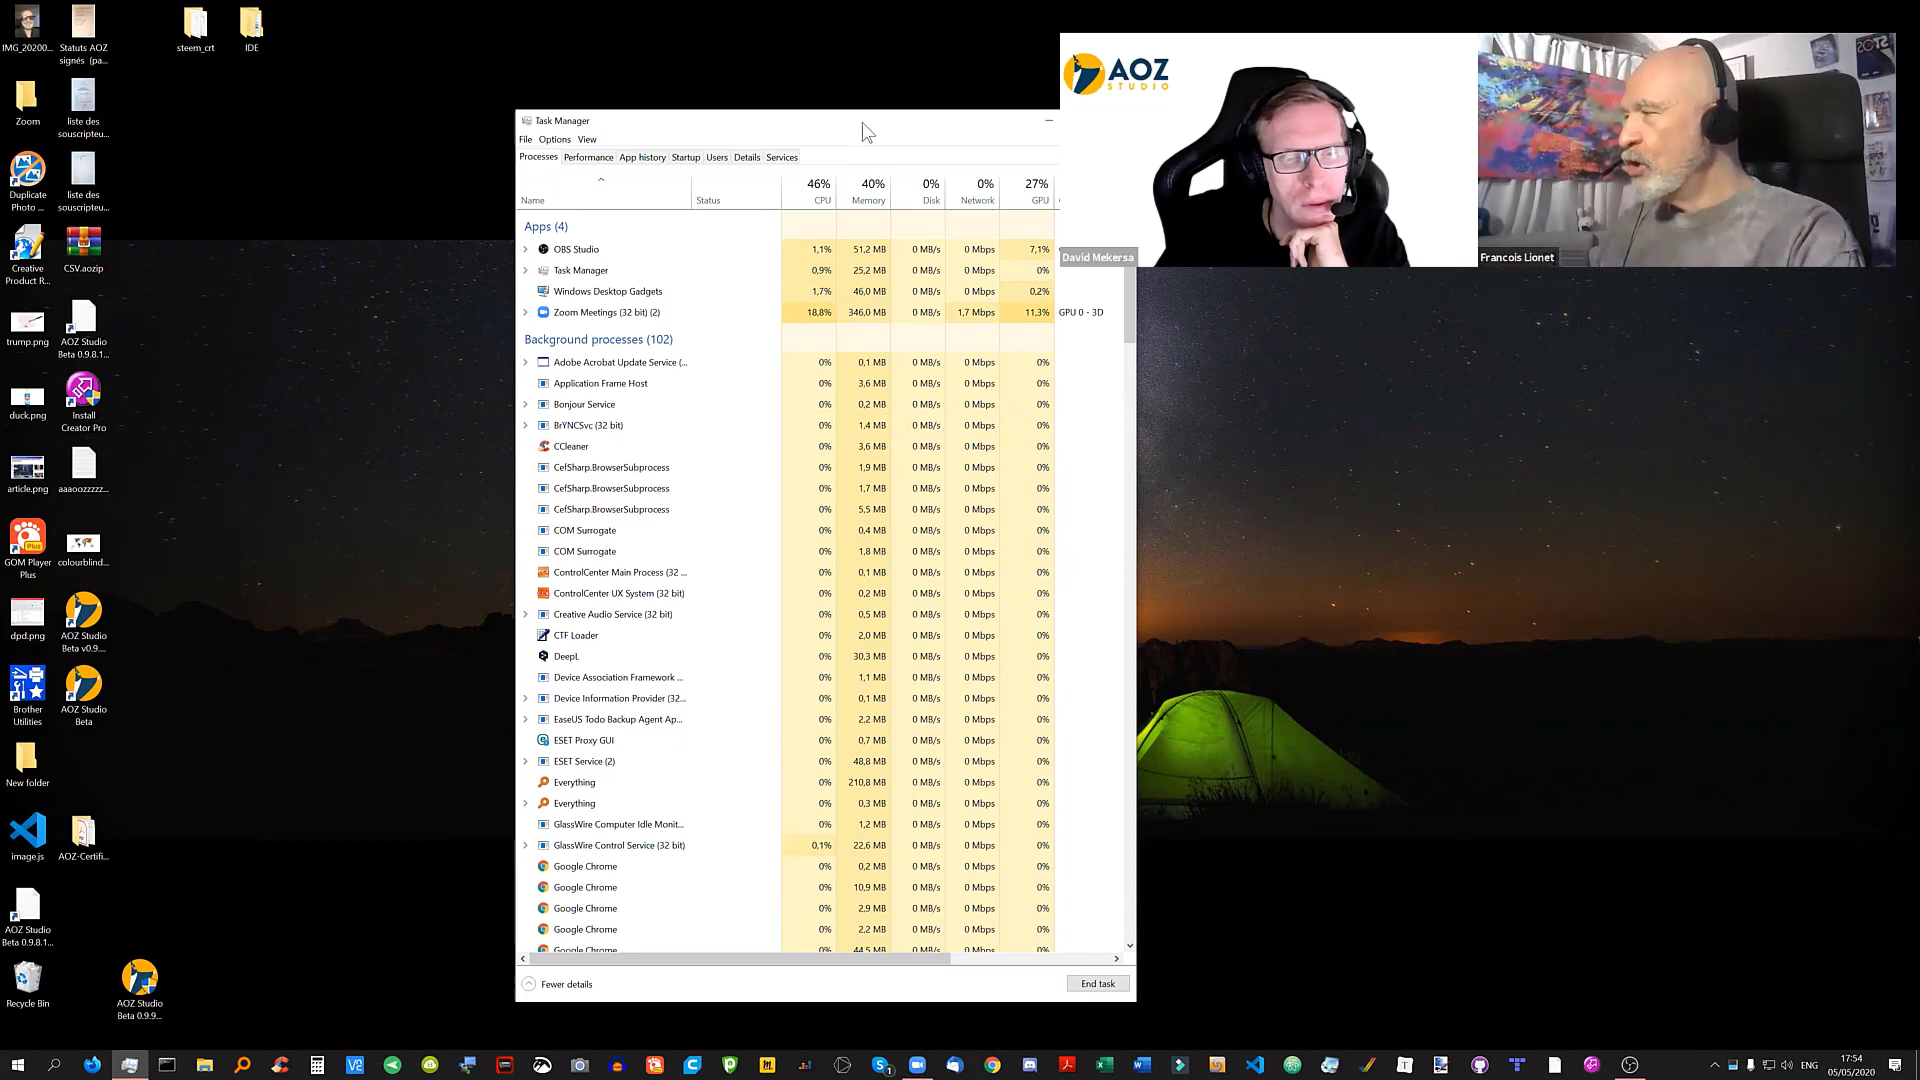 IMG_20200...
Statuts AOZ
signés (pa...
steem_crt
IDE
Zoom
liste des
souscripteu...
Duplicate
Photo ...
liste des
souscripteu...
Creative
Product R...
CSV.aozip
trump.png
AOZ Studio
Beta 0.9.8.1...
duck.png
Install
Creator Pro
article.png
aaaoozzzzz...
GOM Player
Plus
colourblind...
dpd.png
AOZ Studio
Beta v0.9....
Brother
Utilities
AOZ Studio
Beta
New folder
image.js
AOZ-Certifi...
AOZ Studio
Beta 0.9.8.1...
Recycle Bin
AOZ Studio
Beta 0.9.9...
Task Manager
File Options View
Processes Performance App history Startup Users Details Services
46% 40% 0% 0% 27%
Name Status CPU Memory Disk Network GPU
Apps (4)
OBS Studio 1,1% 51,2 MB 0 MB/s 0 Mbps 7,1%
Task Manager 0,9% 25,2 MB 0 MB/s 0 Mbps 0%
Windows Desktop Gadgets 1,7% 46,0 MB 0 MB/s 0 Mbps 0,2%
Zoom Meetings (32 bit) (2) 18,8% 346,0 MB 0 MB/s 1,7 Mbps 11,3% GPU 0 - 3D
Background processes (102)
Adobe Acrobat Update Service (... 0% 0,1 MB 0 MB/s 0 Mbps 0%
Application Frame Host 0% 3,6 MB 0 MB/s 0 Mbps 0%
Bonjour Service 0% 0,2 MB 0 MB/s 0 Mbps 0%
BrYNCSvc (32 bit) 0% 1,4 MB 0 MB/s 0 Mbps 0%
CCleaner 0% 3,6 MB 0 MB/s 0 Mbps 0%
CefSharp.BrowserSubprocess 0% 1,9 MB 0 MB/s 0 Mbps 0%
CefSharp.BrowserSubprocess 0% 1,7 MB 0 MB/s 0 Mbps 0%
CefSharp.BrowserSubprocess 0% 5,5 MB 0 MB/s 0 Mbps 0%
COM Surrogate 0% 0,4 MB 0 MB/s 0 Mbps 0%
COM Surrogate 0% 1,8 MB 0 MB/s 0 Mbps 0%
ControlCenter Main Process (32 ... 0% 0,1 MB 0 MB/s 0 Mbps 0%
ControlCenter UX System (32 bit) 0% 0,2 MB 0 MB/s 0 Mbps 0%
Creative Audio Service (32 bit) 0% 0,5 MB 0 MB/s 0 Mbps 0%
CTF Loader 0% 2,0 MB 0 MB/s 0 Mbps 0%
DeepL 0% 30,3 MB 0 MB/s 0 Mbps 0%
Device Association Framework ... 0% 1,1 MB 0 MB/s 0 Mbps 0%
Device Information Provider (32... 0% 0,1 MB 0 MB/s 0 Mbps 0%
EaseUS Todo Backup Agent Ap... 0% 2,2 MB 0 MB/s 0 Mbps 0%
ESET Proxy GUI 0% 0,7 MB 0 MB/s 0 Mbps 0%
ESET Service (2) 0% 48,8 MB 0 MB/s 0 Mbps 0%
Everything 0% 210,8 MB 0 MB/s 0 Mbps 0%
Everything 0% 0,3 MB 0 MB/s 0 Mbps 0%
GlassWire Computer Idle Monit... 0% 1,2 MB 0 MB/s 0 Mbps 0%
GlassWire Control Service (32 bit) 0,1% 22,6 MB 0 MB/s 0 Mbps 0%
Google Chrome 0% 0,2 MB 0 MB/s 0 Mbps 0%
Google Chrome 0% 10,9 MB 0 MB/s 0 Mbps 0%
Google Chrome 0% 2,9 MB 0 MB/s 0 Mbps 0%
Google Chrome 0% 2,2 MB 0 MB/s 0 Mbps 0%
Google Chrome 0% 44,5 MB 0 MB/s 0 Mbps 0%
Fewer details
End task
AOZ
STUDIO
David Mekersa
Francois Lionet
ENG
17:54
05/05/2020